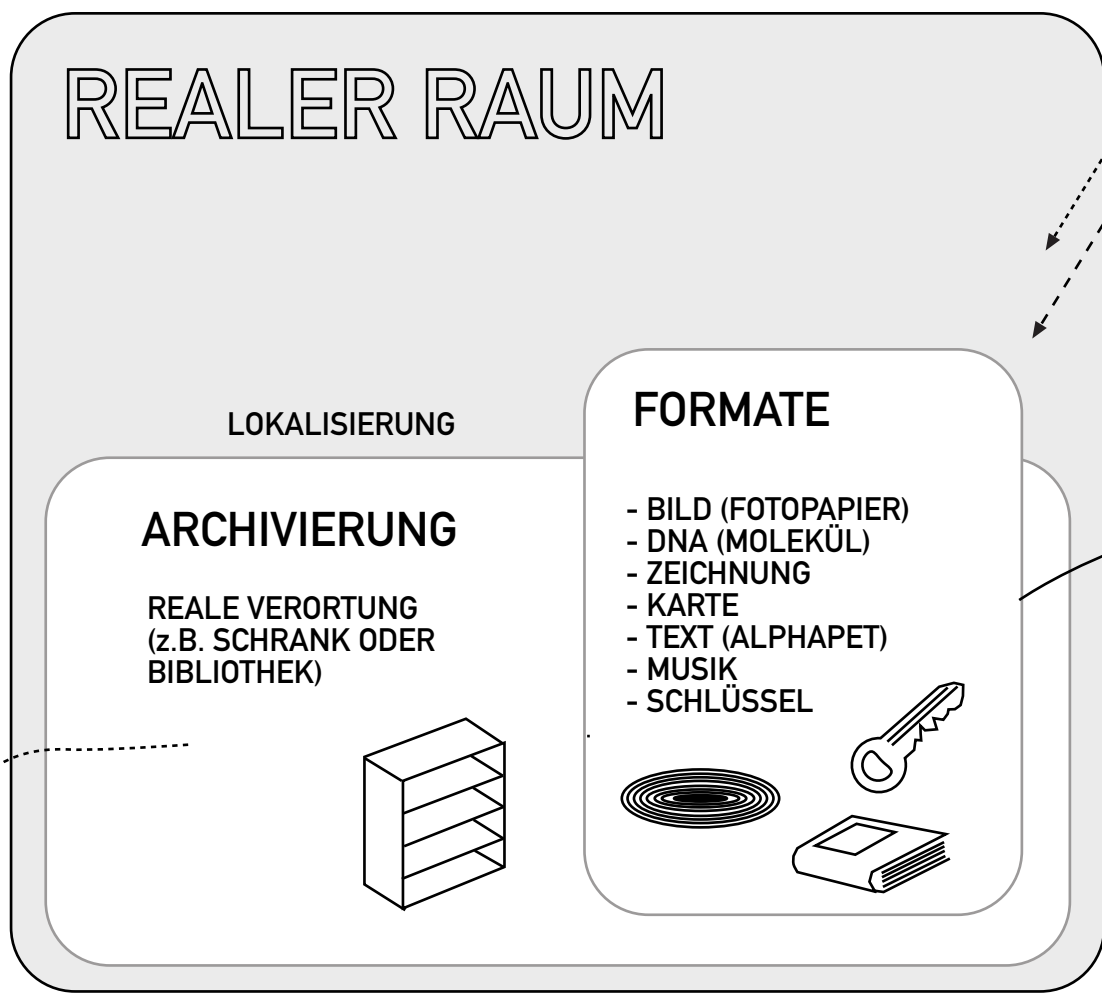 REALER RAUM
LOKALISIERUNG
ARCHIVIERUNG
REALE VERORTUNG
(z.B. SCHRANK ODER
BIBLIOTHEK)
FORMATE
- BILD (FOTOPAPIER)
- DNA (MOLEKÜL)
- ZEICHNUNG
- KARTE
- TEXT (ALPHAPET)
- MUSIK
- SCHLÜSSEL